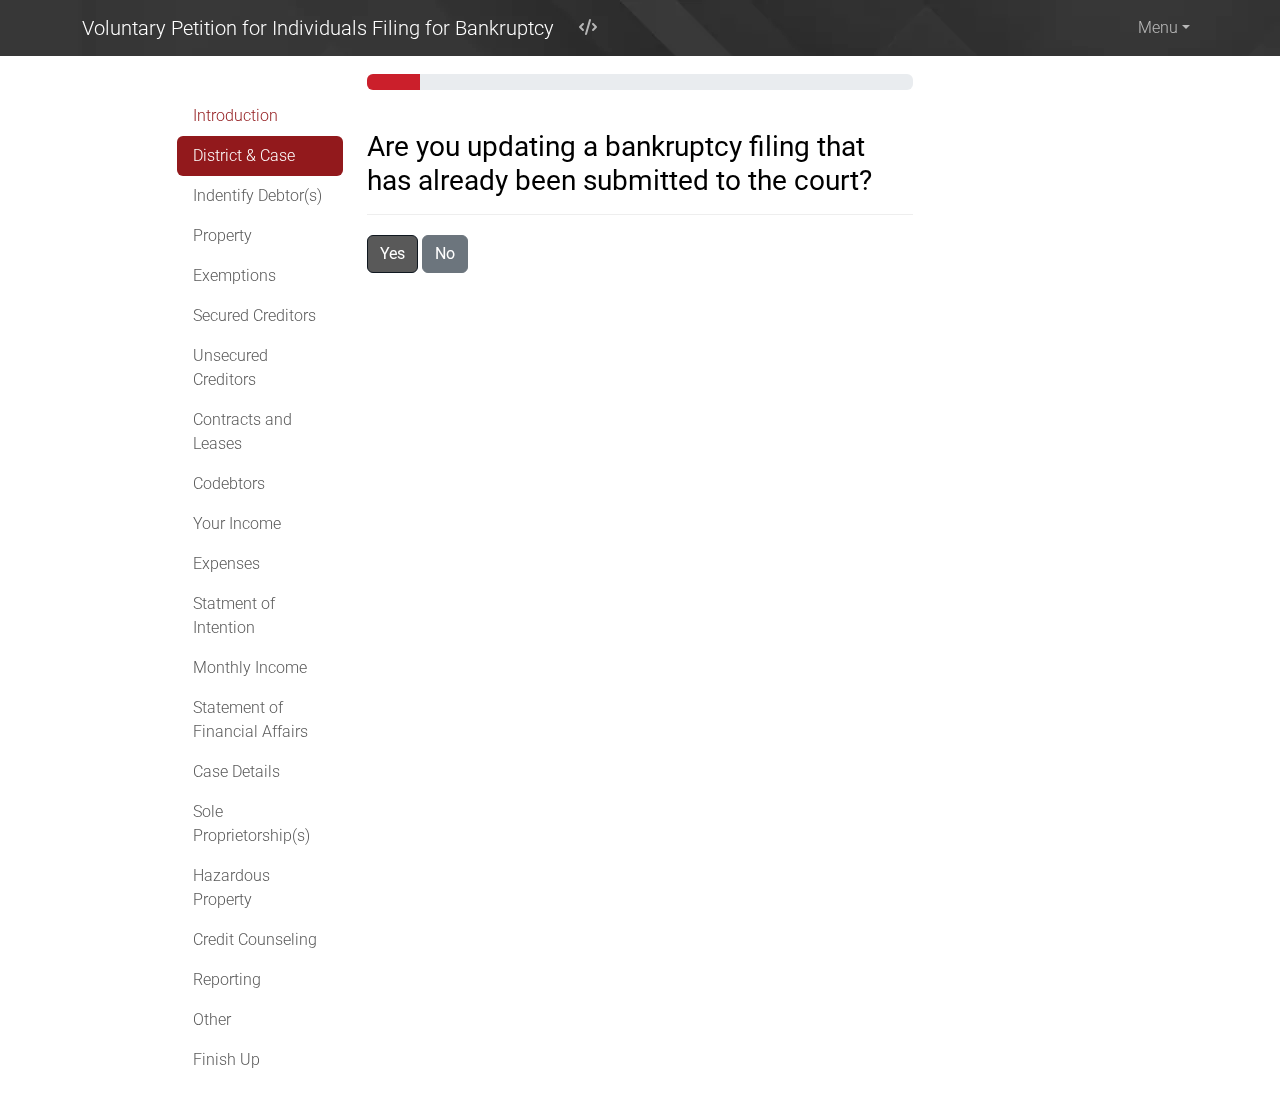 Voluntary Petition for Individuals Filing for Bankruptcy </> Menu
Introduction
District & Case
Indentify Debtor(s)
Property
Exemptions
Secured Creditors
Unsecured
Creditors
Contracts and
Leases
Codebtors
Your Income
Expenses
Statment of
Intention
Monthly Income
Statement of
Financial Affairs
Case Details
Sole
Proprietorship(s)
Hazardous
Property
Credit Counseling
Reporting
Other
Finish Up
Are you updating a bankruptcy filing that
has already been submitted to the court?
Yes No